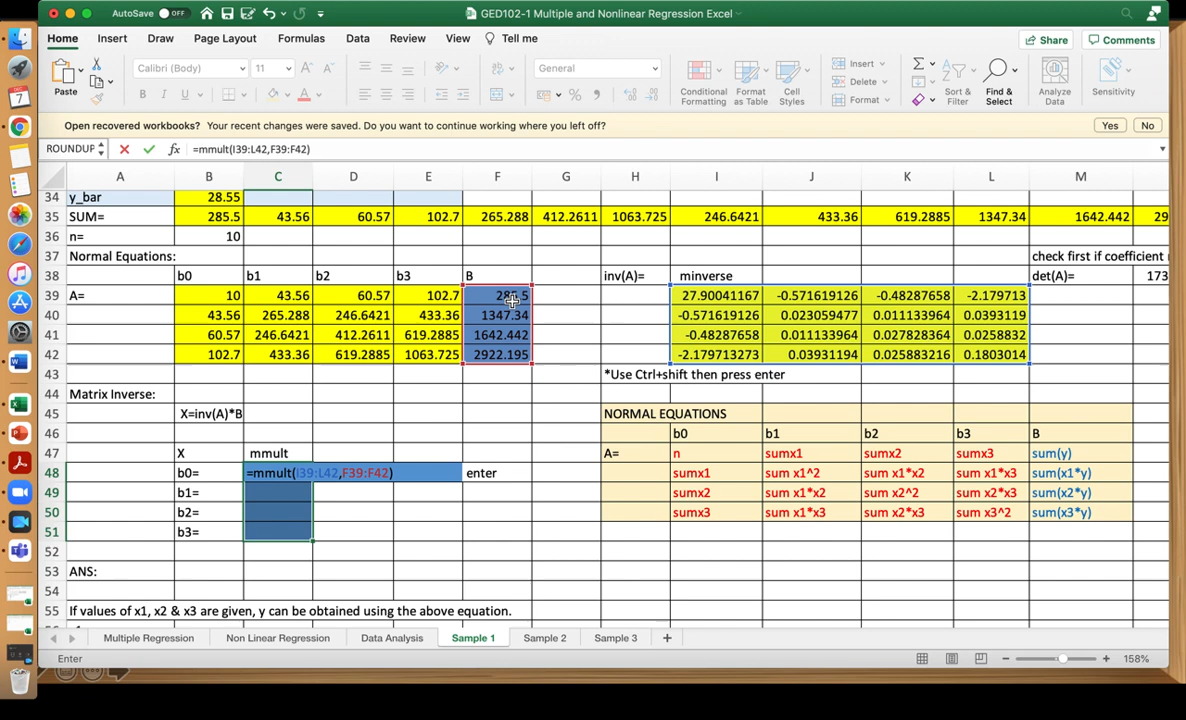 AutoSave OFF GED102-1 Multiple and Nonlinear Regression Excel
Home Insert Draw Page Layout Formulas Data Review View Tell me Share Comments
Paste Calibri (Body) 11 A A General Conditional Formatting Format as Table Cell Styles Insert Delete Format Sort & Filter Find & Select Analyze Data Sensitivity
B I U A %
Open recovered workbooks? Your recent changes were saved. Do you want to continue working where you left off? Yes No
ROUNDUP fx =mmult(I39:L42,F39:F42)
A B C D E F G H I J K L M
34 y_bar 28.55
35 SUM= 285.5 43.56 60.57 102.7 265.288 412.2611 1063.725 246.6421 433.36 619.2885 1347.34 1642.442 29
36 n= 10
37 Normal Equations: check first if coefficient
38 b0 b1 b2 b3 B inv(A)= minverse det(A)= 173
39 A= 10 43.56 60.57 102.7 285.5 27.90041167 -0.571619126 -0.48287658 -2.179713
40 43.56 265.288 246.6421 433.36 1347.34 -0.571619126 0.023059477 0.011133964 0.0393119
41 60.57 246.6421 412.2611 619.2885 1642.442 -0.48287658 0.011133964 0.027828364 0.0258832
42 102.7 433.36 619.2885 1063.725 2922.195 -2.179713273 0.03931194 0.025883216 0.1803014
43 *Use Ctrl+shift then press enter
44 Matrix Inverse:
45 X=inv(A)*B NORMAL EQUATIONS
46 b0 b1 b2 b3 B
47 X mmult A= n sumx1 sumx2 sumx3 sum(y)
48 b0= =mmult(I39:L42,F39:F42) enter sumx1 sum x1^2 sum x1*x2 sum x1*x3 sum(x1*y)
49 b1= sumx2 sum x1*x2 sum x2^2 sum x2*x3 sum(x2*y)
50 b2= sumx3 sum x1*x3 sum x2*x3 sum x3^2 sum(x3*y)
51 b3=
52
53 ANS:
54
55 If values of x1, x2 & x3 are given, y can be obtained using the above equation.
Multiple Regression Non Linear Regression Data Analysis Sample 1 Sample 2 Sample 3 +
Enter 158%